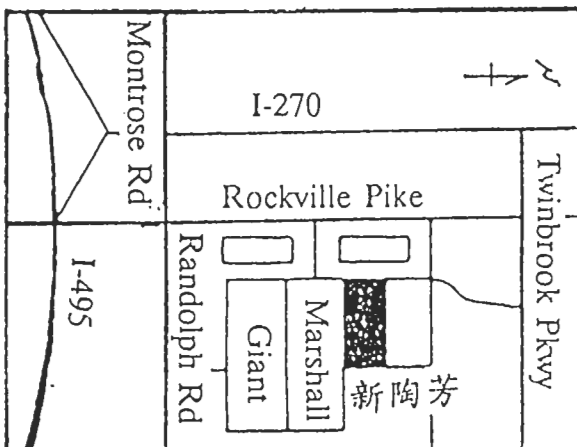 Montrose Rd
I-270
N
Twinbrook Pkwy
Rockville Pike
I-495
Randolph Rd
Giant
Marshall
新陶芳